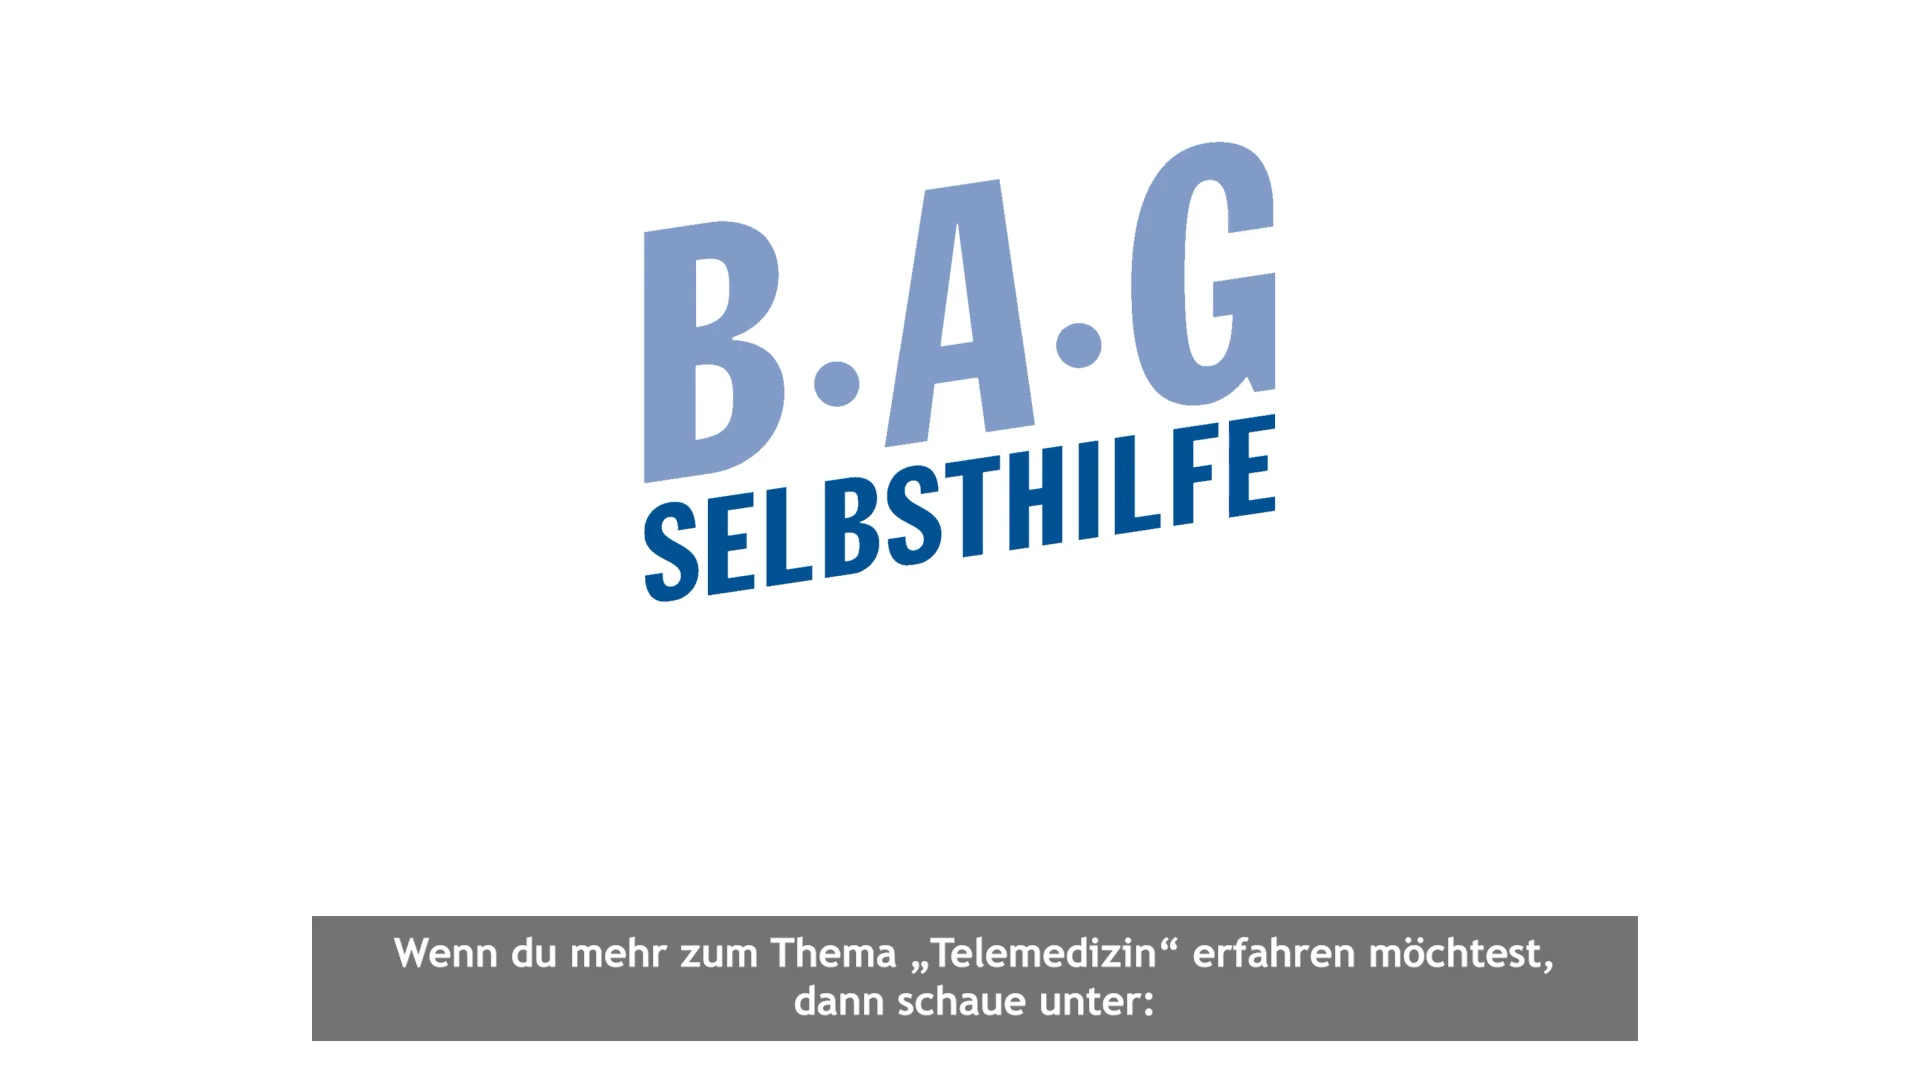 B·A·G
SELBSTHILFE
Wenn du mehr zum Thema „Telemedizin“ erfahren möchtest,
dann schaue unter: